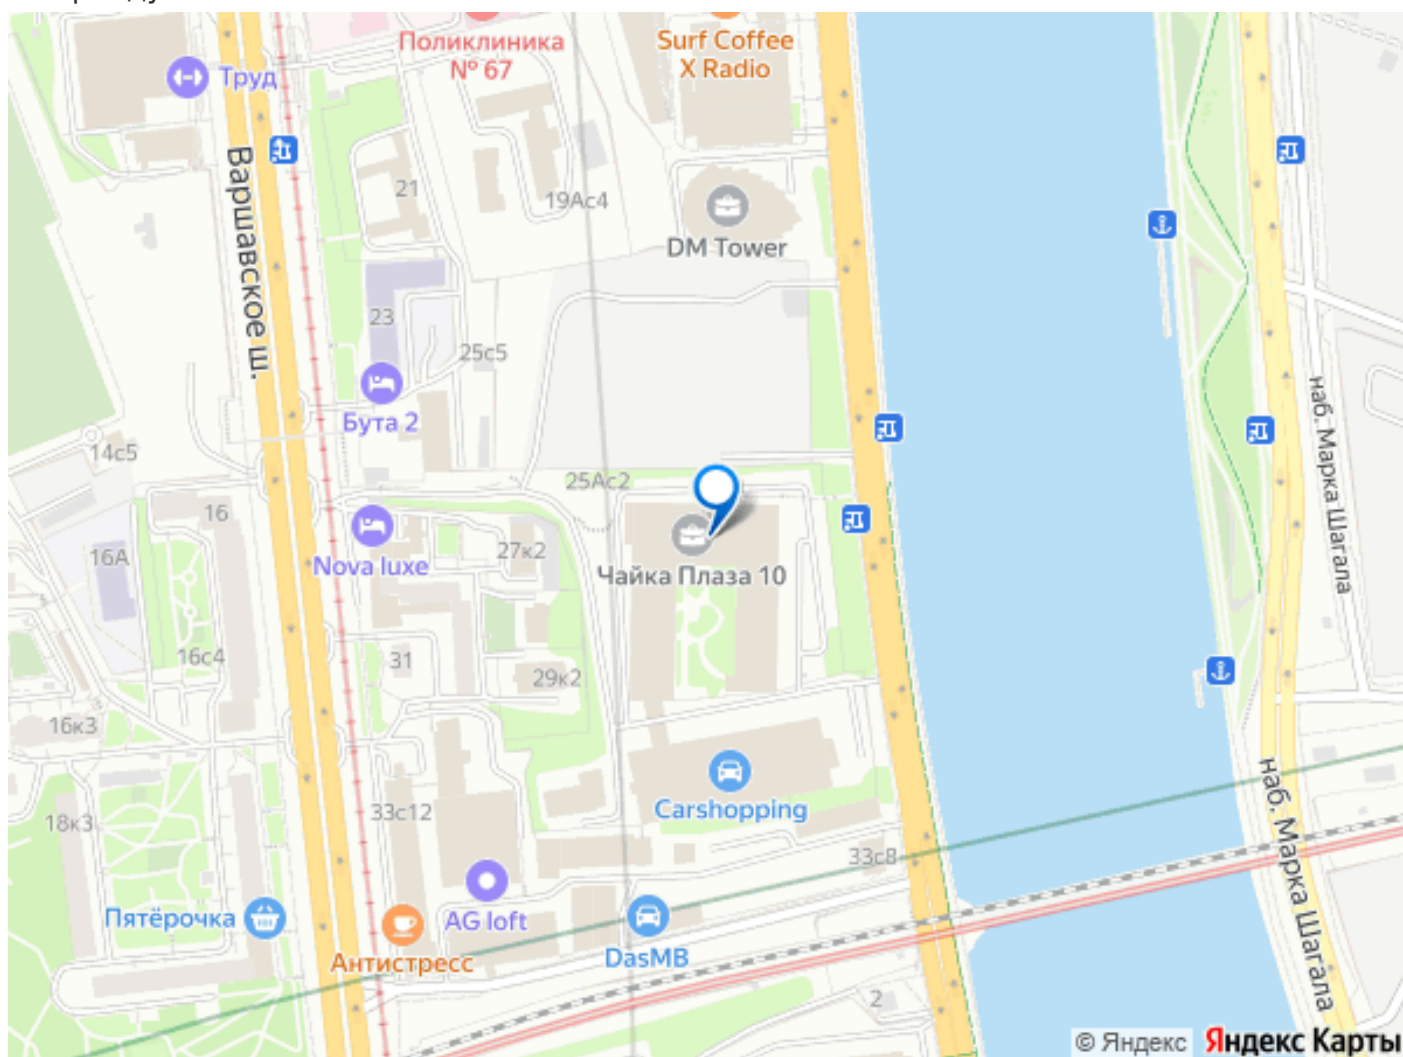 Поликлиника
№ 67
Surf Coffee
X Radio
Труд
Варшавское ш.
21
19Ас4
DM Tower
23
25с5
Бута 2
14с5
наб. Марка Шагала
25Ас2
16
27к2
16А
Nova luxe
Чайка Плаза 10
16с4
31
29к2
16к3
Carshopping
33с12
18к3
33с8
наб. Марка Шагала
Пятёрочка
AG loft
Антистресс
DasMB
2
© Яндекс Яндекс Карты